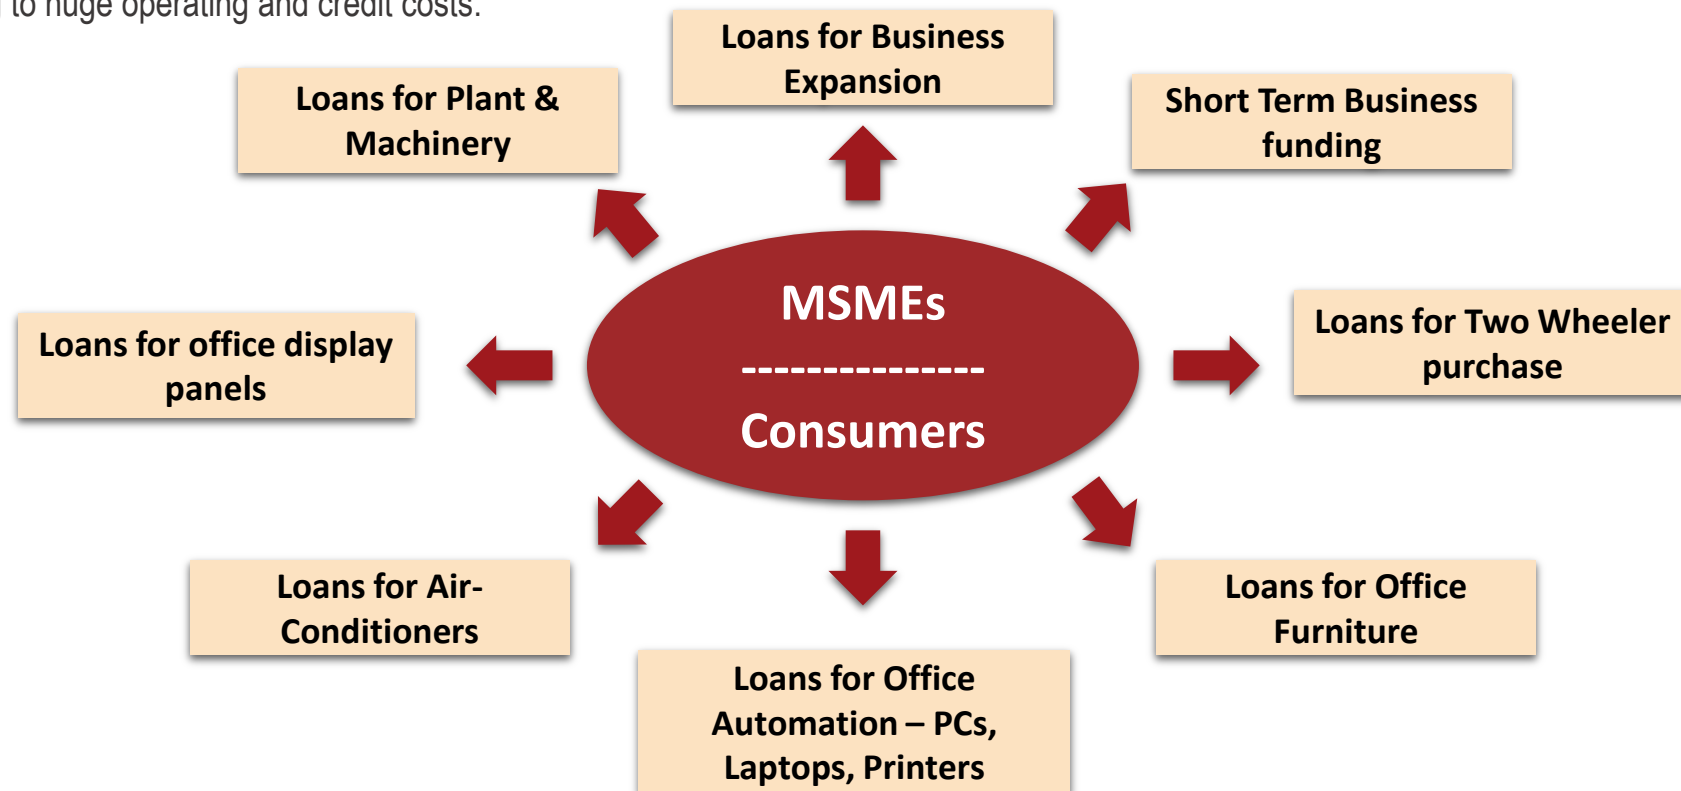 to huge operating and credit costs.
Loans for Business
Expansion
Loans for Plant &
Machinery
Short Term Business
funding
MSMEs
---------------
Consumers
Loans for office display
panels
Loans for Two Wheeler
purchase
Loans for Air-
Conditioners
Loans for Office
Furniture
Loans for Office
Automation – PCs,
Laptops, Printers